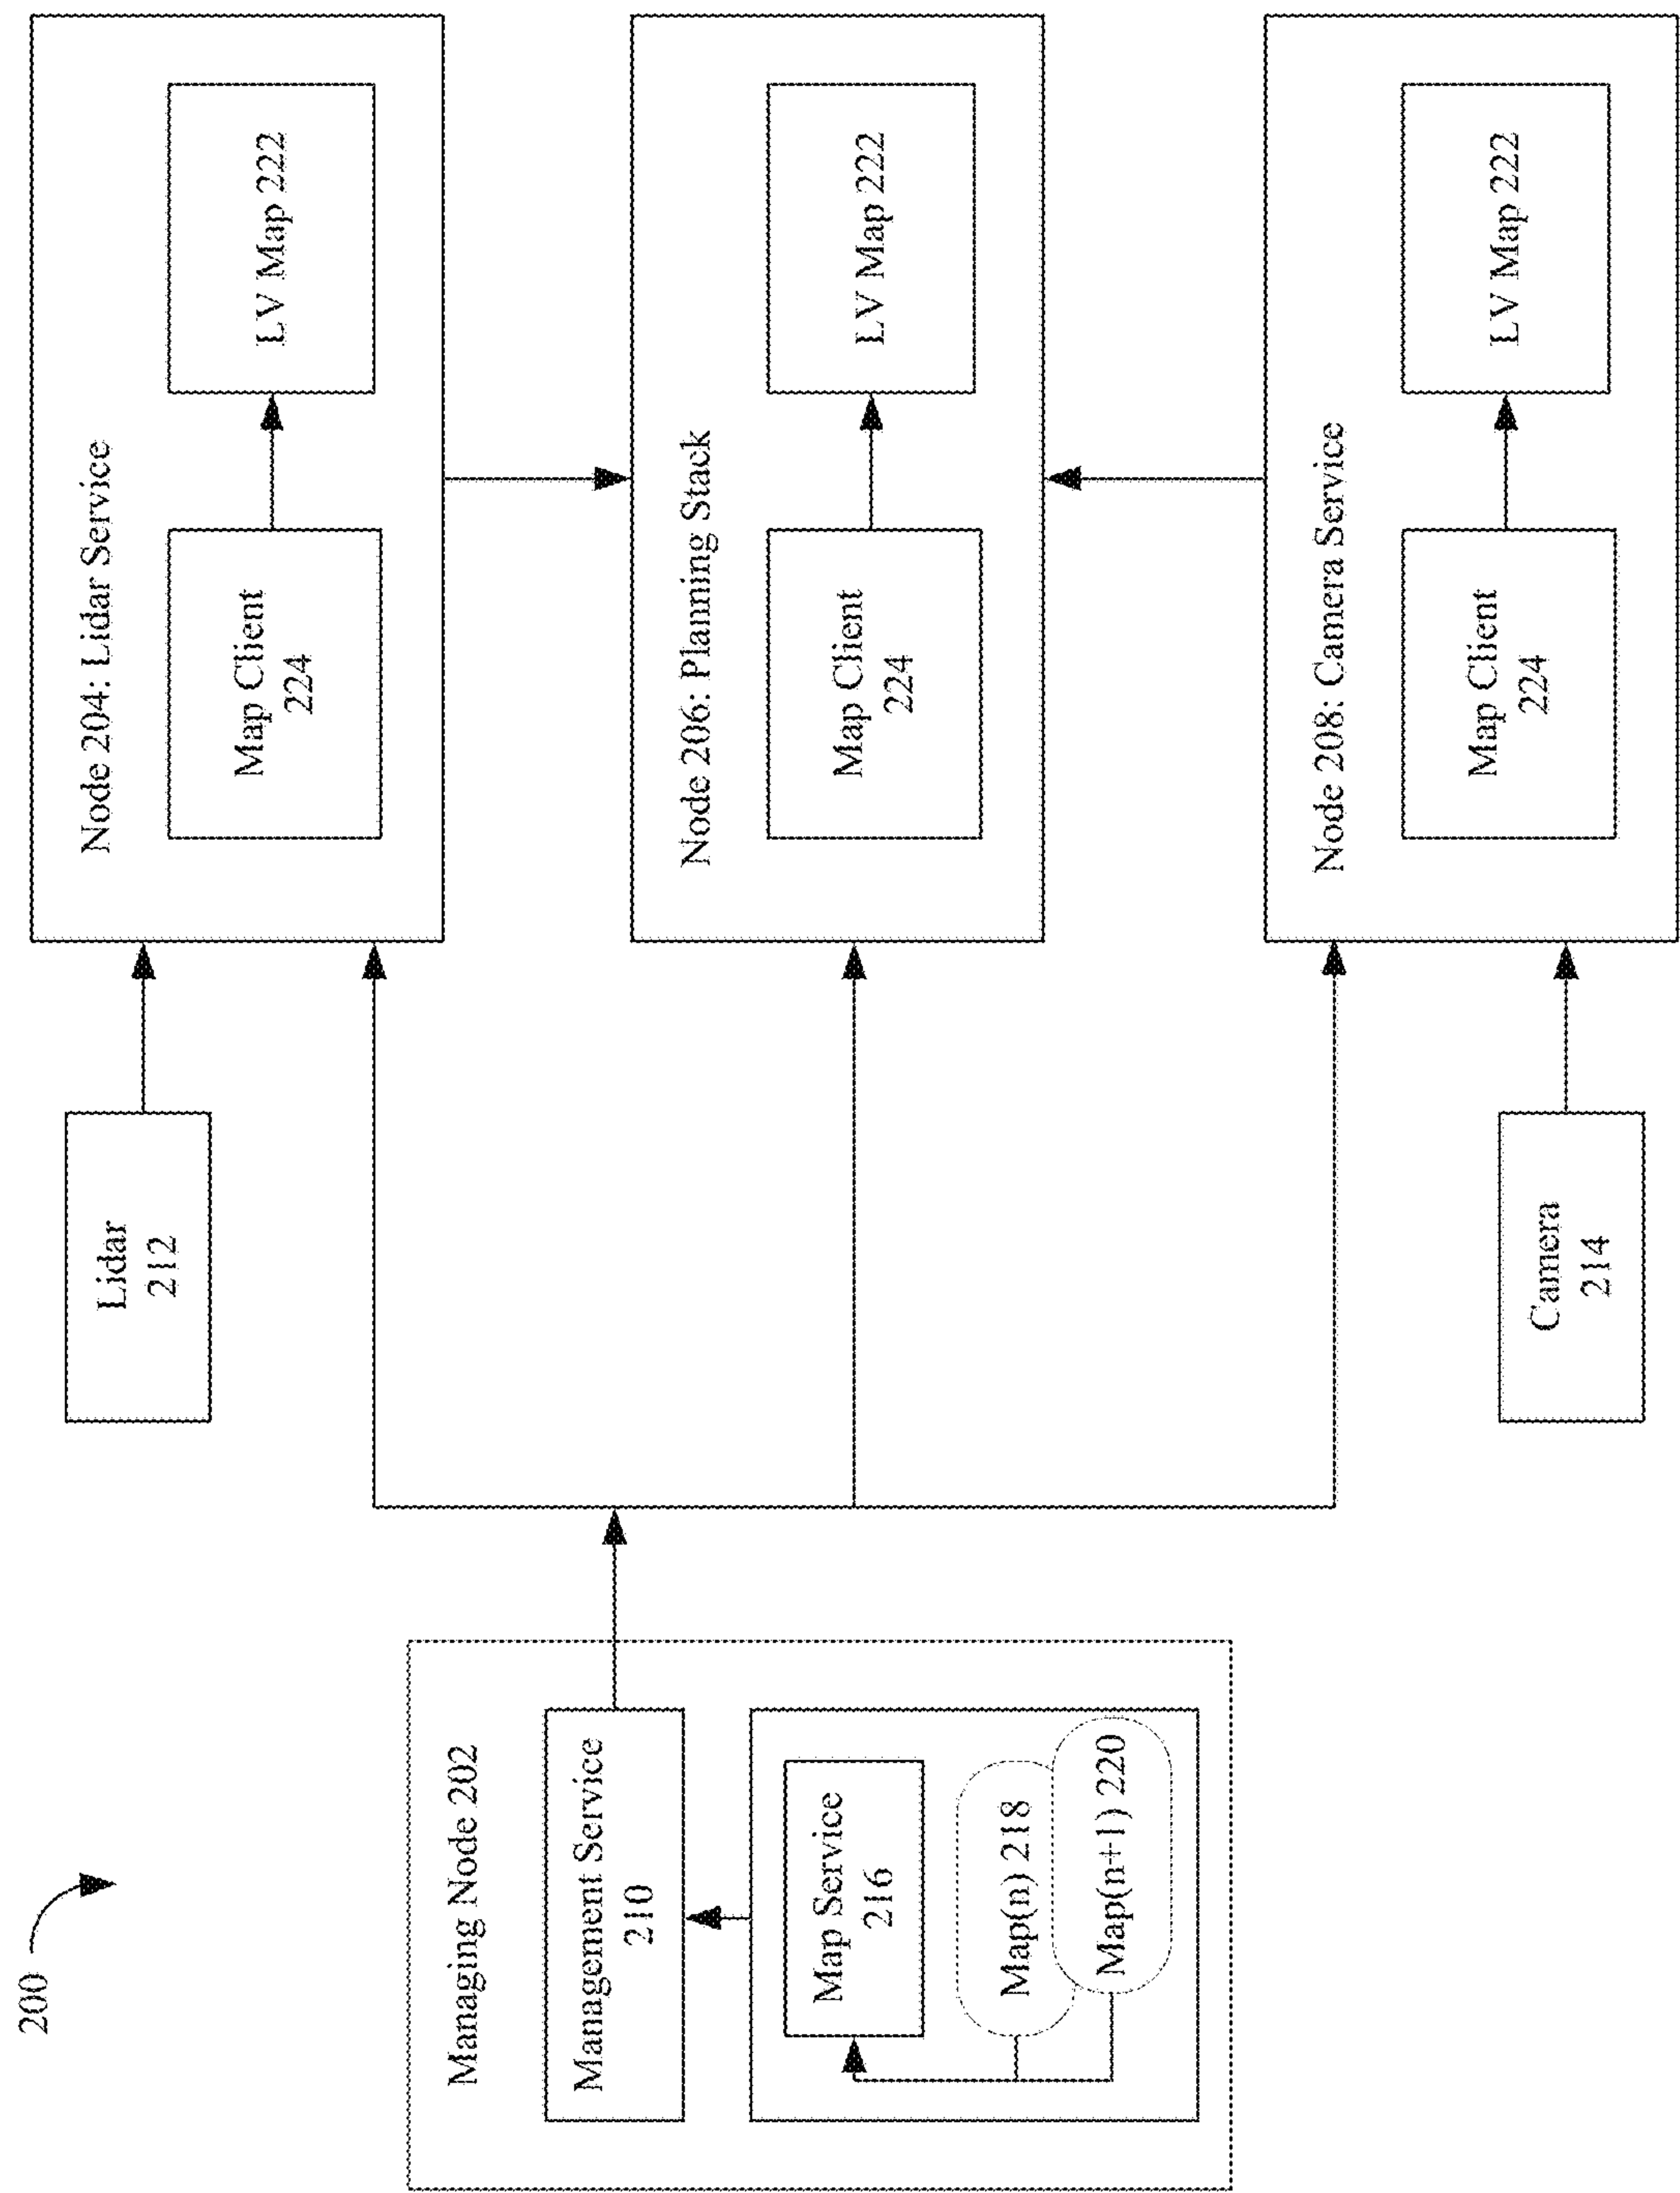 200
Managing Node 202
Management Service
210
Map Service
216
Map(n) 218
Map(n+1) 220
Lidar
212
Camera
214
Node 204: Lidar Service
Map Client
224
LV Map 222
Node 206: Planning Stack
Map Client
224
LV Map 222
Node 208: Camera Service
Map Client
224
LV Map 222